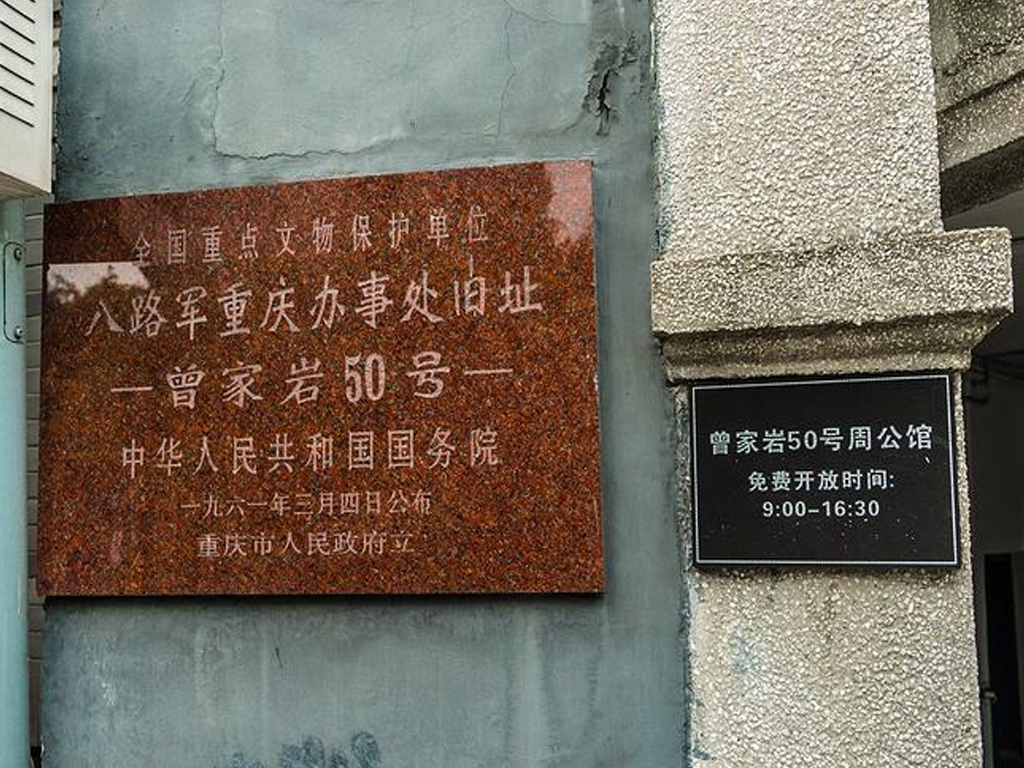 全国重点文物保护单位
八路军重庆办事处旧址
—曾家岩50号—
中华人民共和国国务院
一九六一年三月四日公布
重庆市人民政府立
曾家岩50号周公馆
免费开放时间:
9:00-16:30